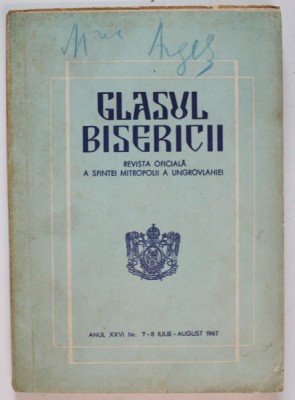 GLASUL
BISERICII
REVISTA OFICIALĂ
A SFINTEI MITROPOLII A UNGROVLAHIEI
ANUL XXVI Nr. 7-8 IULIE-AUGUST 1967